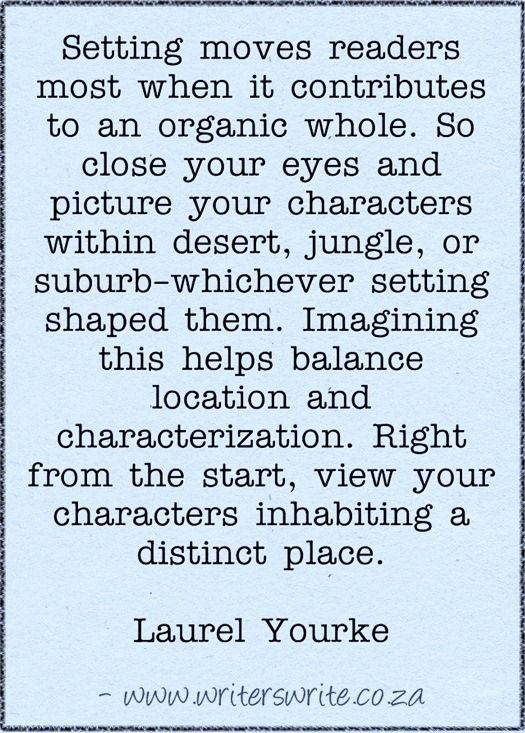 Setting moves readers
most when it contributes
to an organic whole. So
close your eyes and
picture your characters
within desert, jungle, or
suburb–whichever setting
shaped them. Imagining
this helps balance
location and
characterization. Right
from the start, view your
characters inhabiting a
distinct place.
Laurel Yourke
- www.writerswrite.co.za